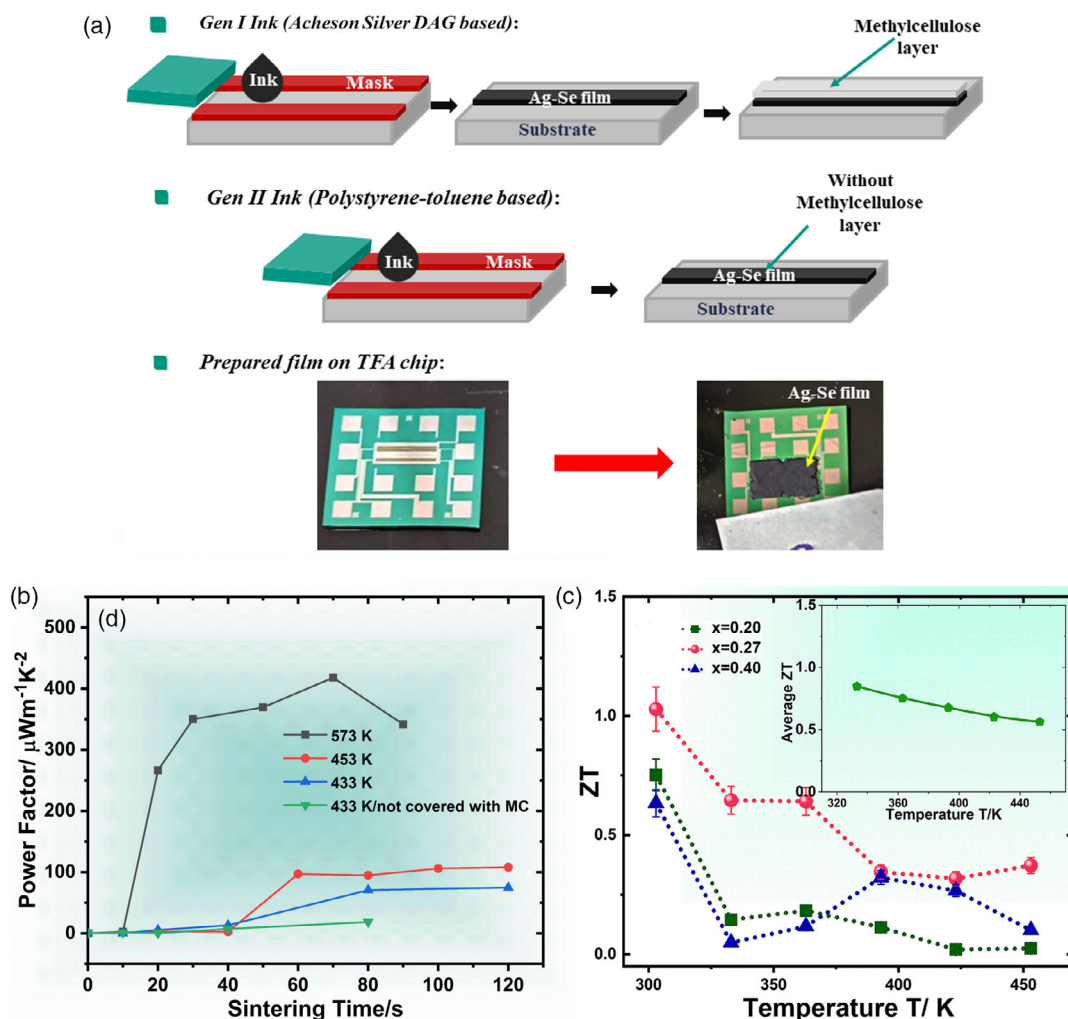 (a)
Gen I Ink (Acheson Silver DAG based):
Methylcellulose
layer
Ink
Mask
Ag-Se film
Substrate
Gen II Ink (Polystyrene-toluene based):
Without
Methylcellulose
layer
Ink
Mask
Ag-Se film
Substrate
Prepared film on TFA chip:
Ag-Se film
(b)
(d)
500
400
300
200
100
0
Power Factor/ μWm⁻¹K⁻²
573 K
453 K
433 K
433 K/not covered with MC
0 20 40 60 80 100 120
Sintering Time/s
(c)
1.5
1.0
0.5
0.0
ZT
x=0.20
x=0.27
x=0.40
1.5
1.0
0.5
0.0
Average ZT
320 360 400 440
Temperature T/K
300 350 400 450
Temperature T/ K